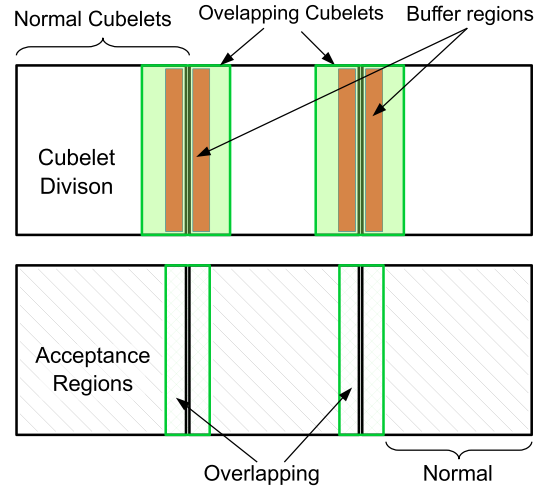 Normal Cubelets
Ovelapping Cubelets
Buffer regions
Cubelet
Divison
Acceptance
Regions
Overlapping
Normal